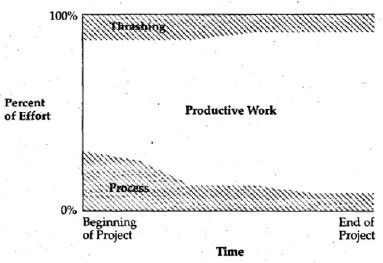 100%
Thrashing
Percent
of Effort
Productive Work
Process
0%
Beginning
of Project
End of
Project
Time